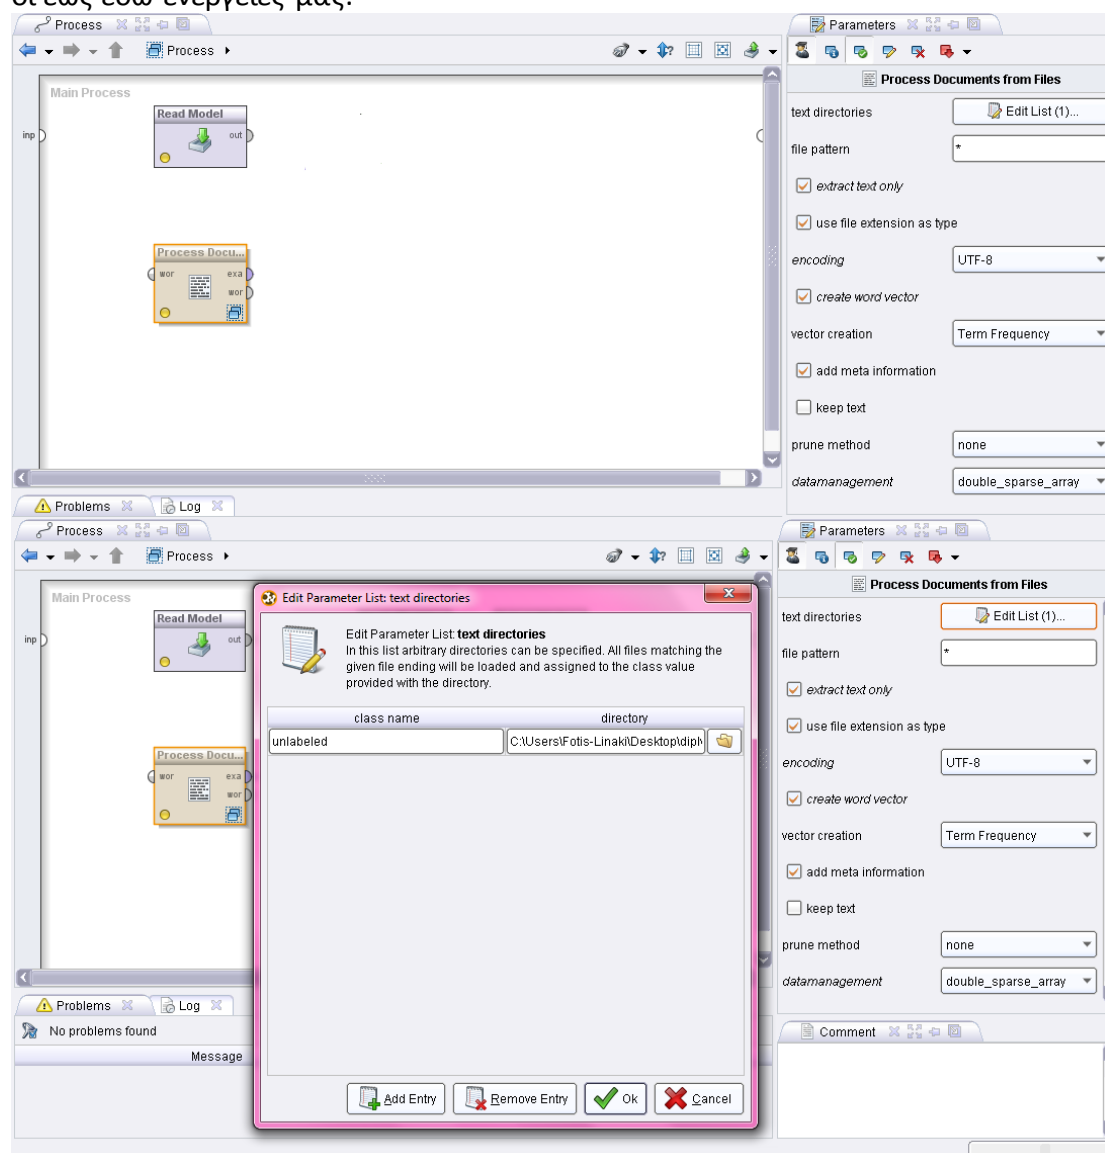 οι έως εδώ ενέργειές μας.
Process
Parameters
Process
Process Documents from Files
Main Process
Read Model
inp
out
text directories
Edit List (1)...
file pattern
*
extract text only
use file extension as type
Process Docu...
wor
exa
wor
encoding
UTF-8
create word vector
vector creation
Term Frequency
add meta information
keep text
prune method
none
datamanagement
double_sparse_array
Problems
Log
Process
Parameters
Process
Process Documents from Files
Main Process
Read Model
inp
out
Edit Parameter List: text directories
Edit Parameter List: text directories
In this list arbitrary directories can be specified. All files matching the
given file ending will be loaded and assigned to the class value
provided with the directory.
class name
directory
unlabeled
C:\Users\Fotis-Linaki\Desktop\dipl
text directories
Edit List (1)...
file pattern
*
extract text only
use file extension as type
Process Docu...
wor
exa
wor
encoding
UTF-8
create word vector
vector creation
Term Frequency
add meta information
keep text
prune method
none
datamanagement
double_sparse_array
Problems
Log
No problems found
Message
Comment
Add Entry
Remove Entry
Ok
Cancel